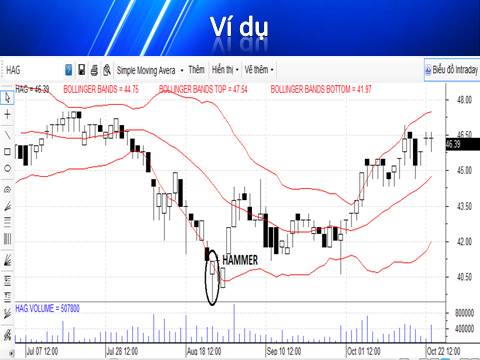 Ví dụ
HAG
Simple Moving Avera
Thêm
Hiển thị
Vẽ thêm
Biểu đồ Intraday
HAG = 46.39 BOLLINGER BANDS = 44.75 BOLLINGER BANDS TOP = 47.54 BOLLINGER BANDS BOTTOM = 41.97
48.00
46.50
46.39
45.00
43.50
42.00
HAMMER
40.50
HAG.VOLUME = 507800
800000
400000
Jul 07 12:00 Jul 28 12:00 Aug 18 12:00 Sep 10 12:00 Oct 01 12:00 Oct 22 12:00